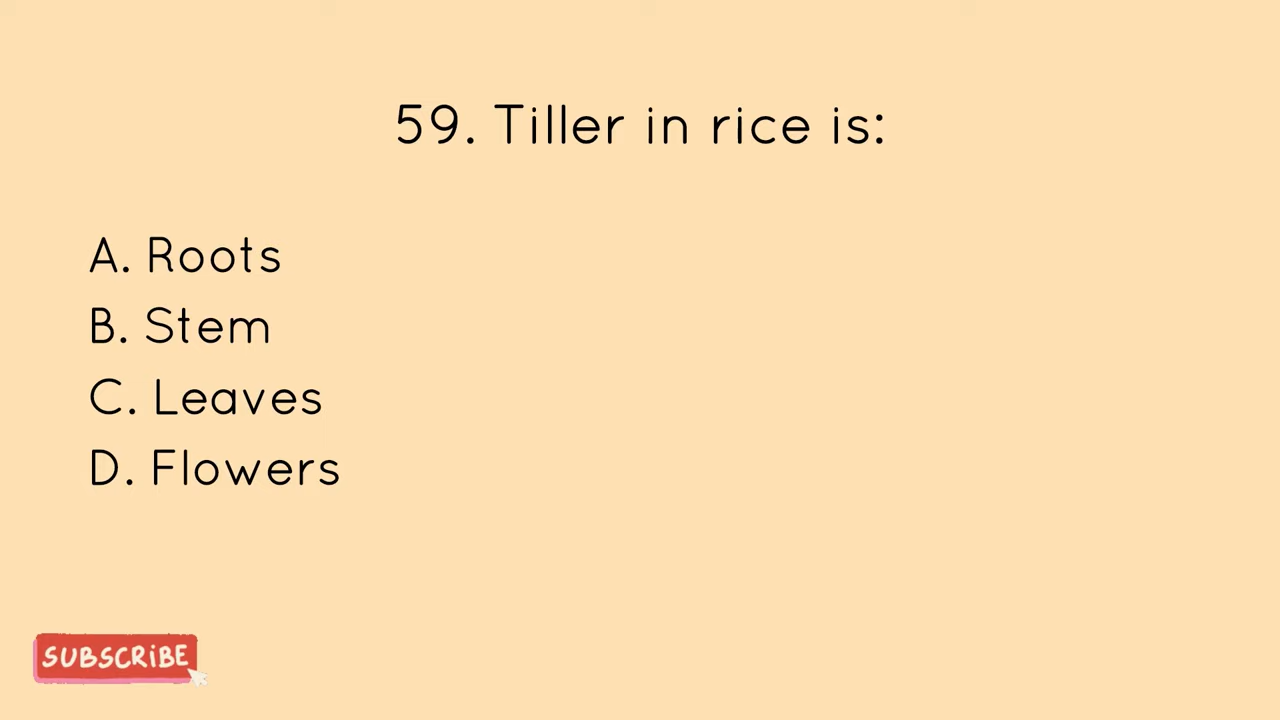 59. Tiller in rice is:
A. Roots
B. Stem
C. Leaves
D. Flowers
SUBSCRiBE